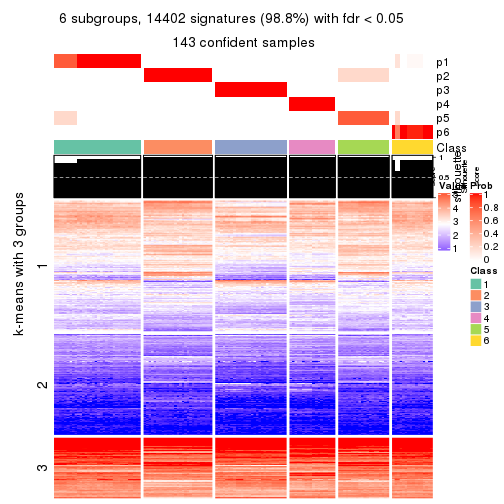 6 subgroups, 14402 signatures (98.8%) with fdr < 0.05
143 confident samples
p1
p2
p3
p4
p5
p6
Class
1
0.5
silhouette
score
k-means with 3 groups
1
2
3
Value
5
4
3
2
1
Prob
1
0.8
0.6
0.4
0.2
0
Class
1
2
3
4
5
6